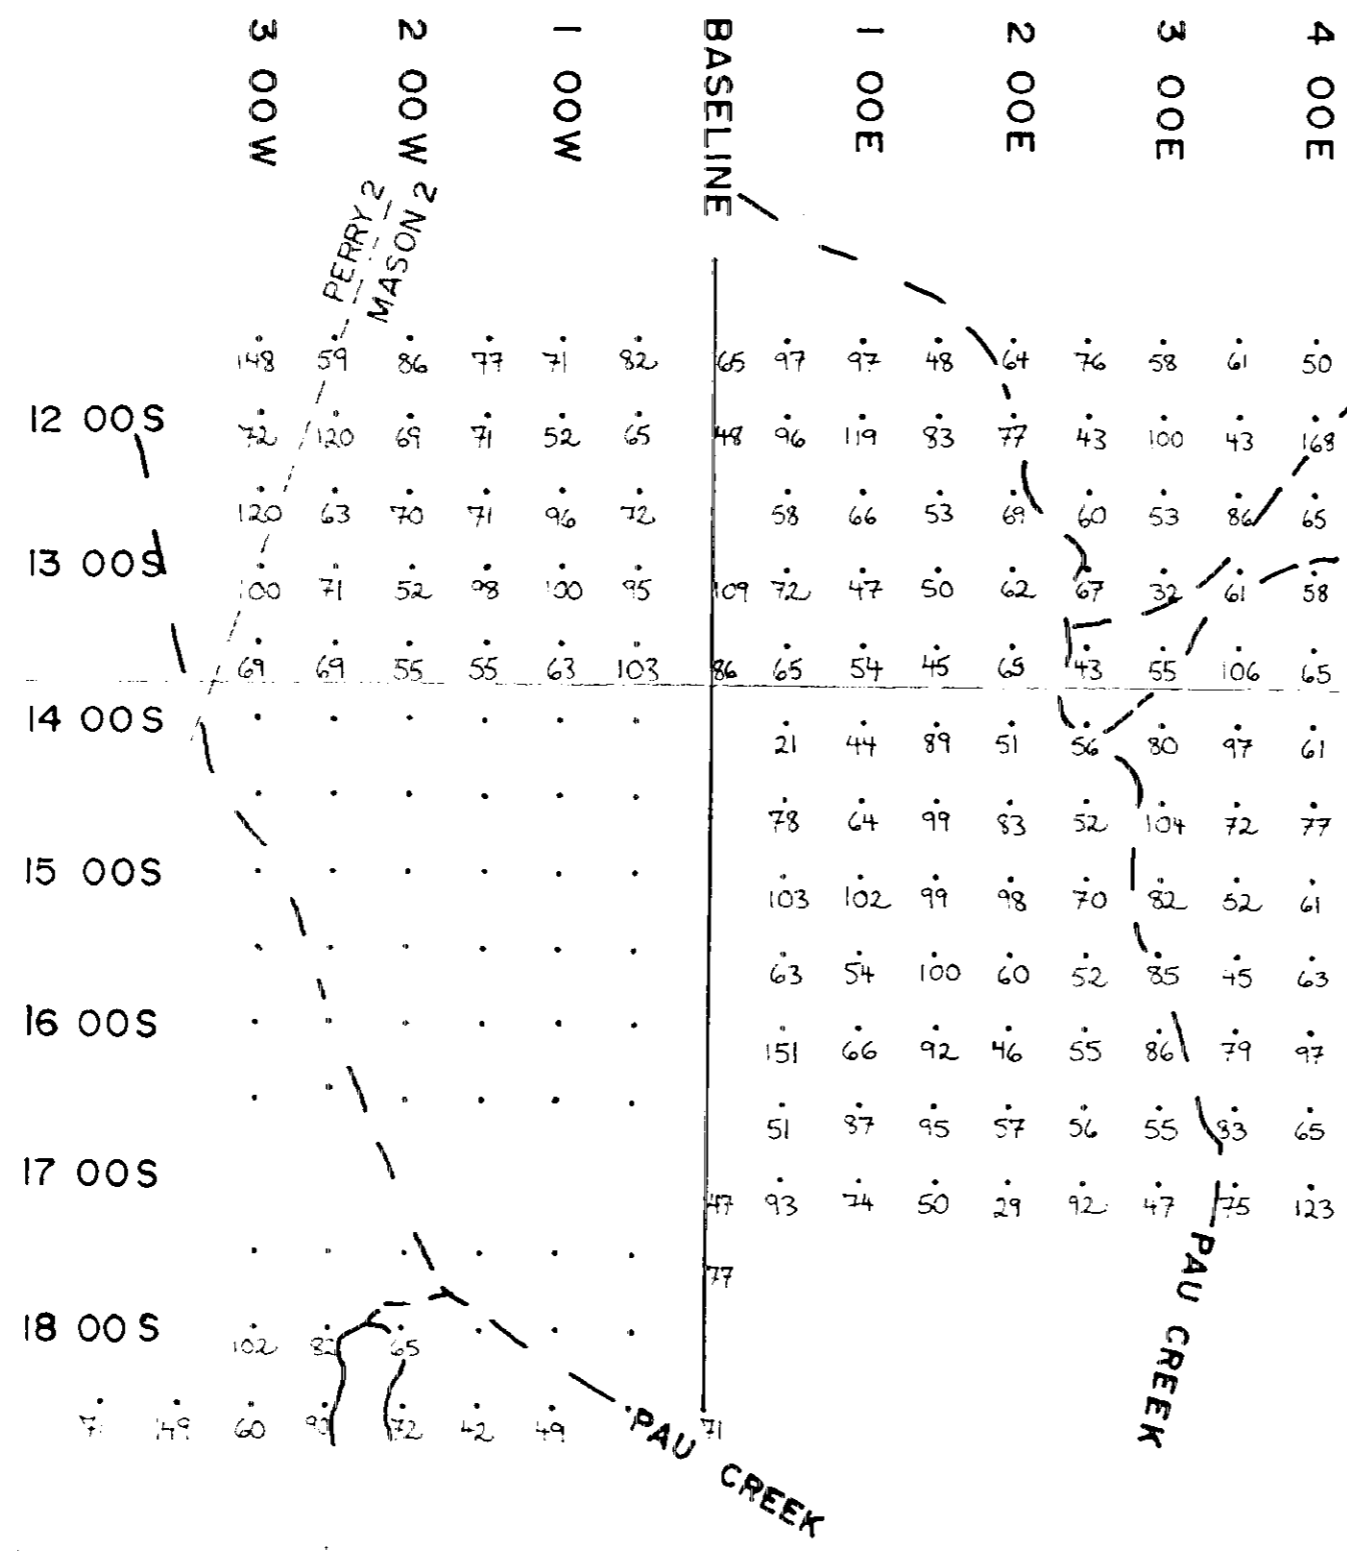 3 00W 2 00W 1 00W BASELINE 1 00E 2 00E 3 00E 4 00E
PERRY 2
MASON 2
148 59 86 77 71 82 65 97 97 48 64 76 58 61 50
12 00S
72 120 69 71 52 65 48 96 119 83 77 43 100 43 168
120 63 70 71 96 72 58 66 53 69 60 53 86 65
13 00S
100 71 52 98 100 95 109 72 47 50 62 67 32 61 58
69 69 55 55 63 103 86 65 54 45 65 43 55 106 65
14 00S
21 44 89 51 56 80 97 61
78 64 99 83 52 104 72 77
15 00S
103 102 99 98 70 82 52 61
63 54 100 60 52 85 45 63
16 00S
151 66 92 46 55 86 79 97
51 87 95 57 56 55 83 65
17 00S
47 93 74 50 29 92 47 75 123
77
PAU CREEK
18 00S
102 65
60 72 42 49 71
PAU CREEK